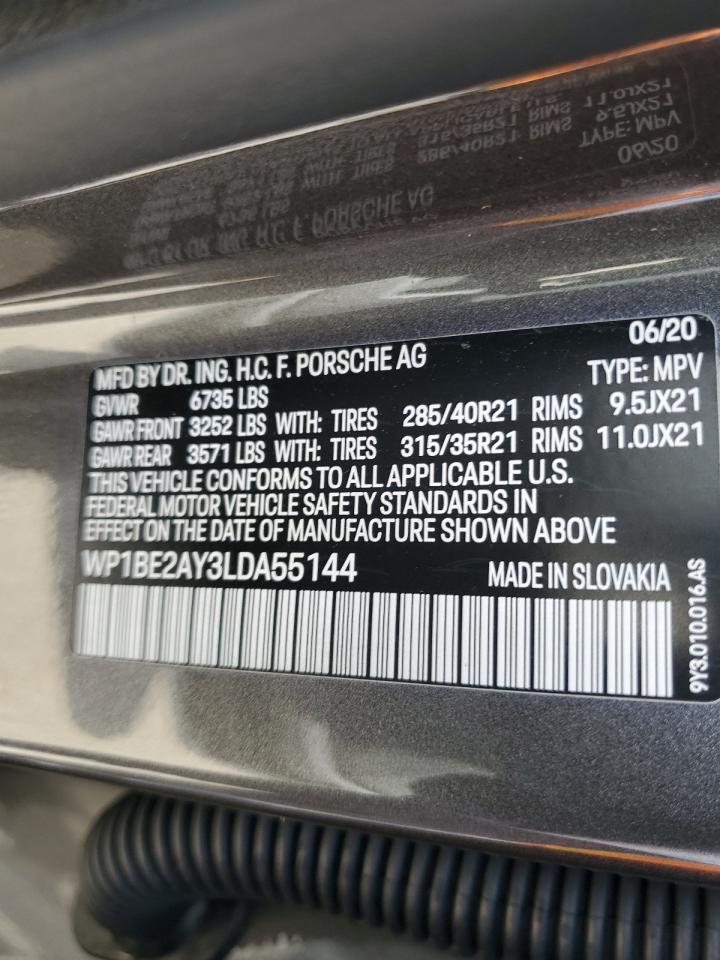 06/20
MFD BY DR. ING. H.C. F. PORSCHE AG TYPE: MPV
GVWR 6735 LBS
GAWR FRONT 3252 LBS WITH: TIRES 285/40R21 RIMS 9.5JX21
GAWR REAR 3571 LBS WITH: TIRES 315/35R21 RIMS 11.0JX21
THIS VEHICLE CONFORMS TO ALL APPLICABLE U.S.
FEDERAL MOTOR VEHICLE SAFETY STANDARDS IN
EFFECT ON THE DATE OF MANUFACTURE SHOWN ABOVE
WP1BE2AY3LDA55144 MADE IN SLOVAKIA
9Y3.010.016.AS